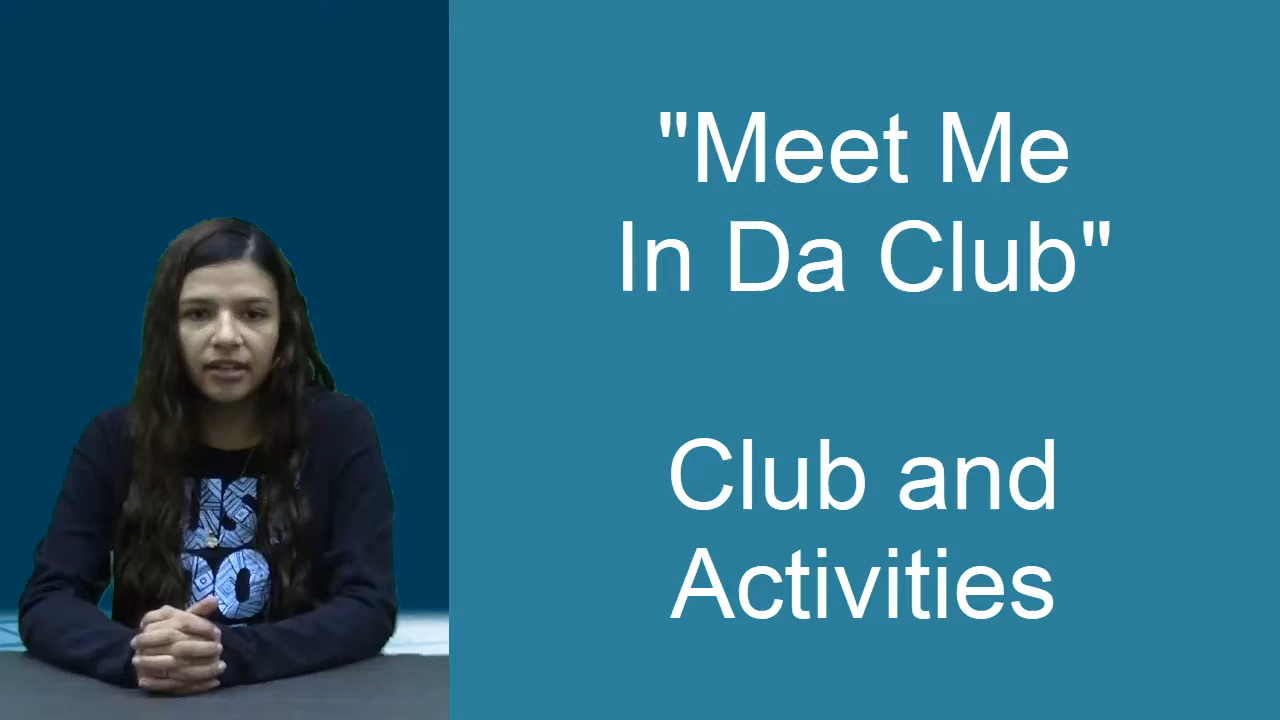 "Meet Me
In Da Club"
Club and
Activities